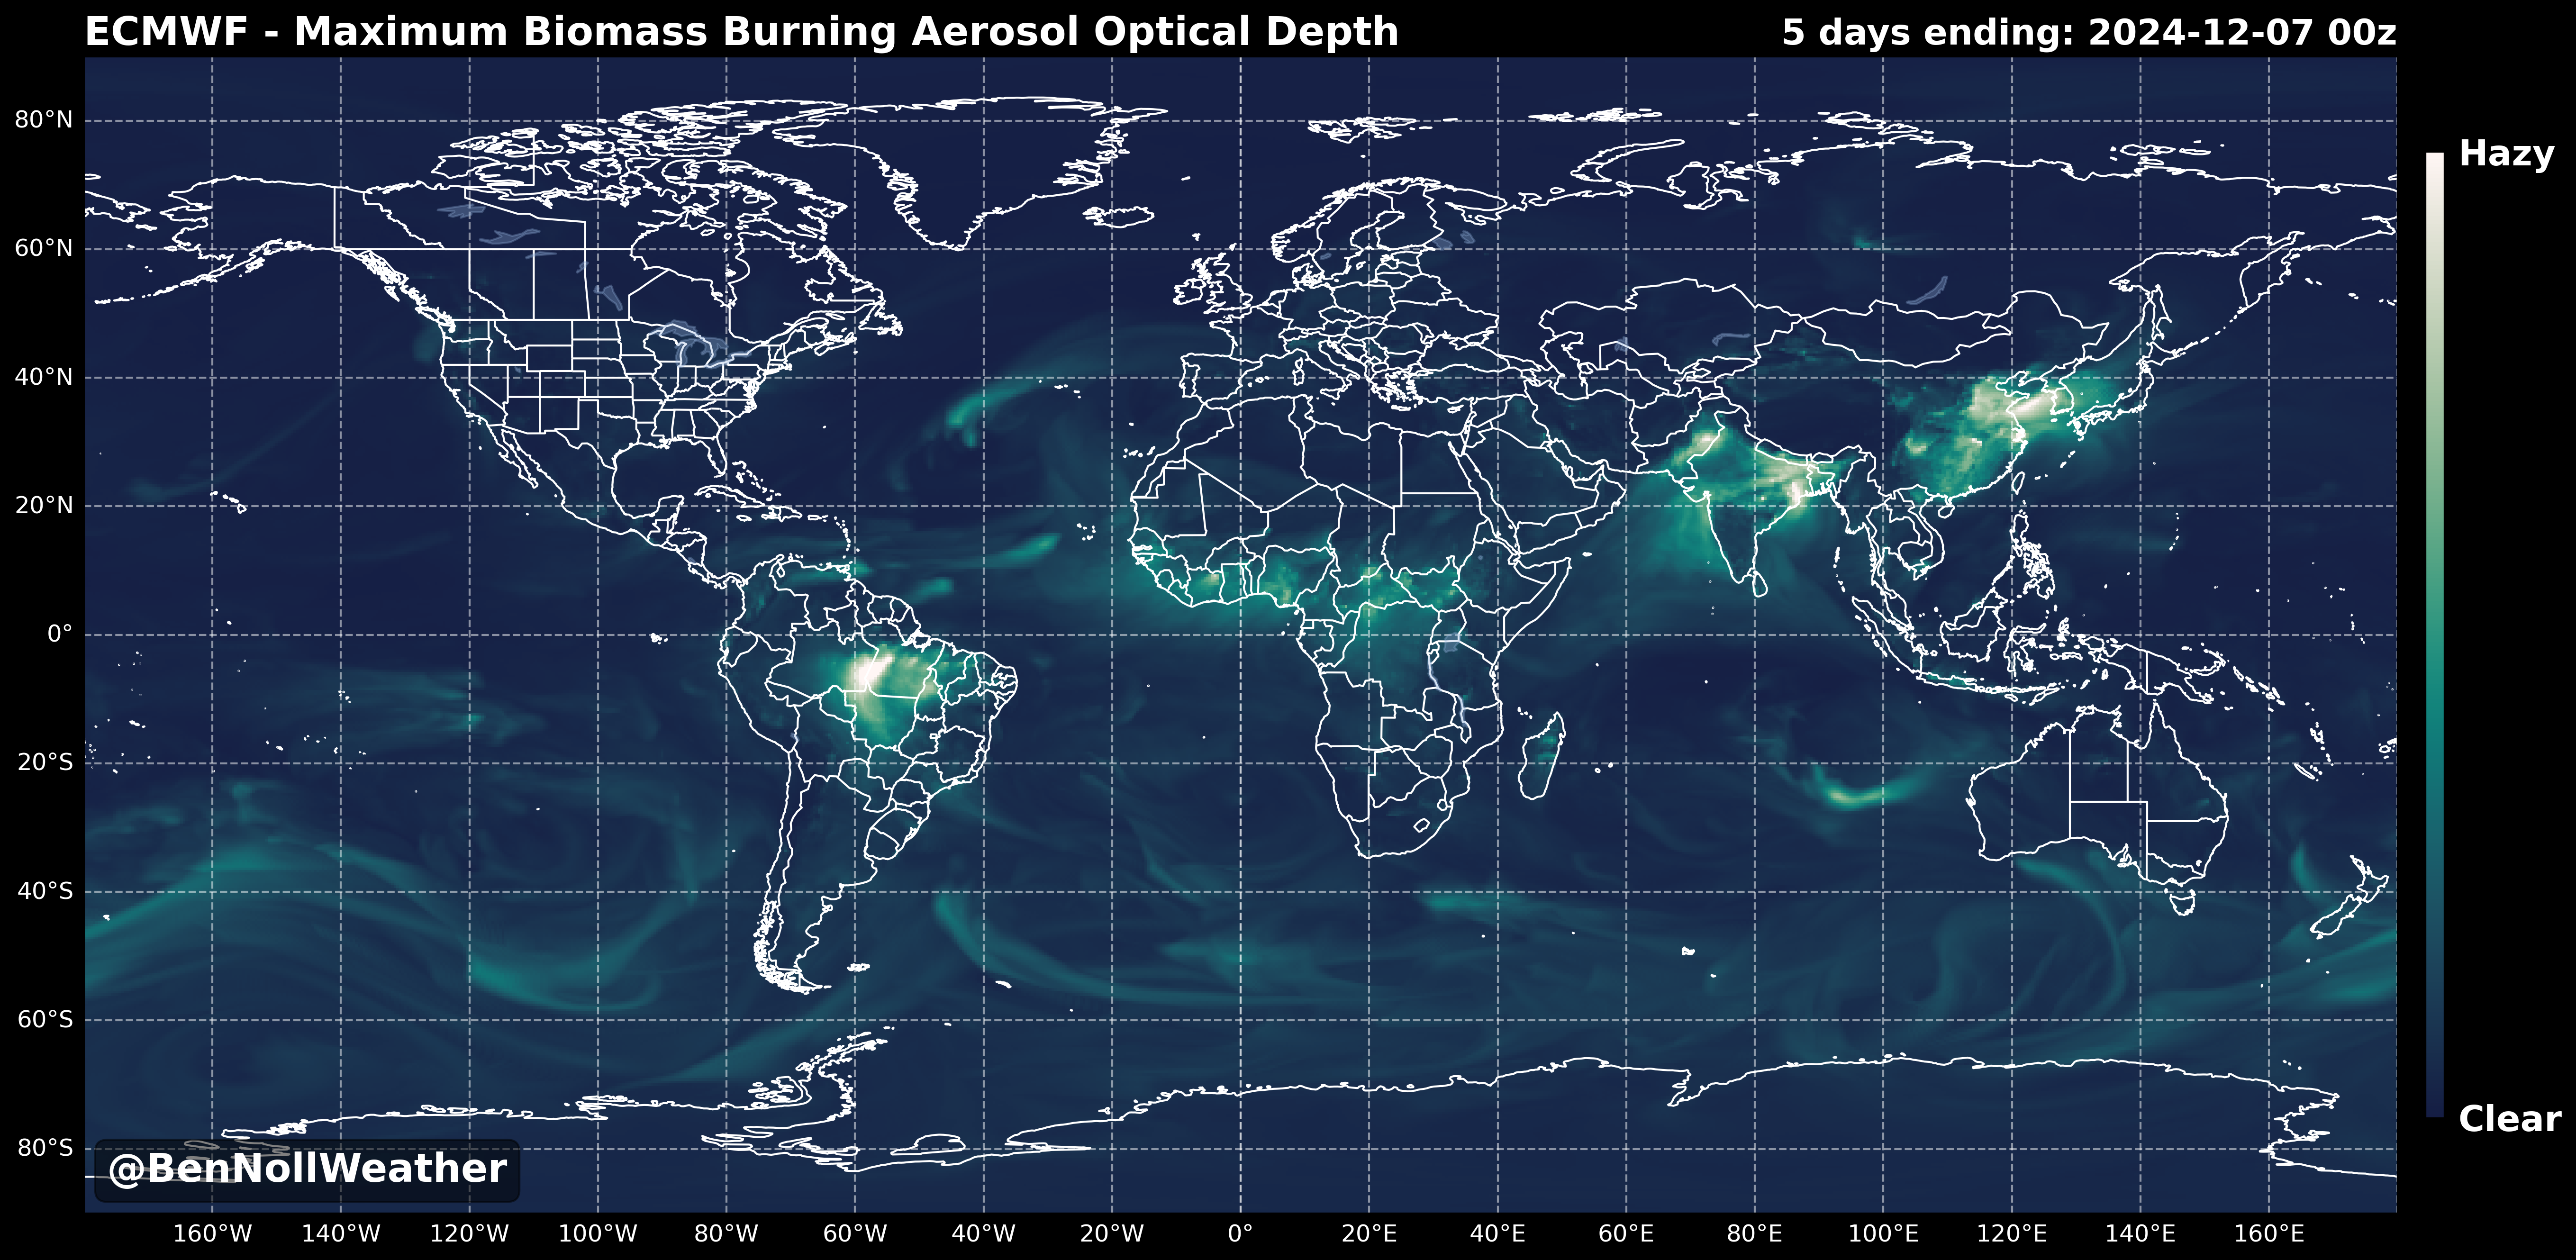 ECMWF - Maximum Biomass Burning Aerosol Optical Depth
5 days ending: 2024-12-07 00z
Hazy
Clear
80°N
60°N
40°N
20°N
0°
20°S
40°S
60°S
80°S
@BenNollWeather
160°W 140°W 120°W 100°W 80°W 60°W 40°W 20°W 0° 20°E 40°E 60°E 80°E 100°E 120°E 140°E 160°E